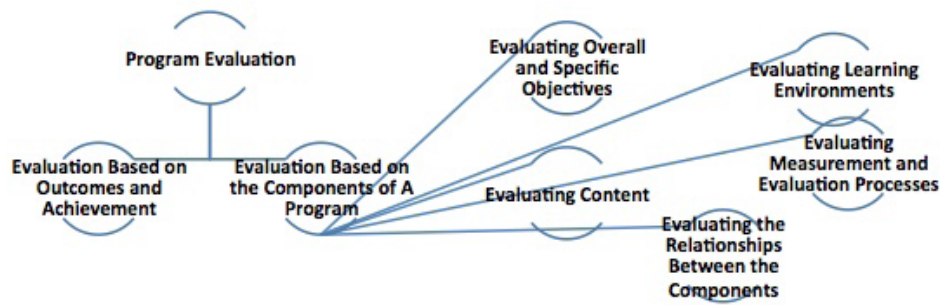 Program Evaluation
Evaluation Based on
Outcomes and
Achievement
Evaluation Based on
the Components of A
Program
Evaluating Overall
and Specific
Objectives
Evaluating Content
Evaluating Learning
Environments
Evaluating
Measurement and
Evaluation Processes
Evaluating the
Relationships
Between the
Components